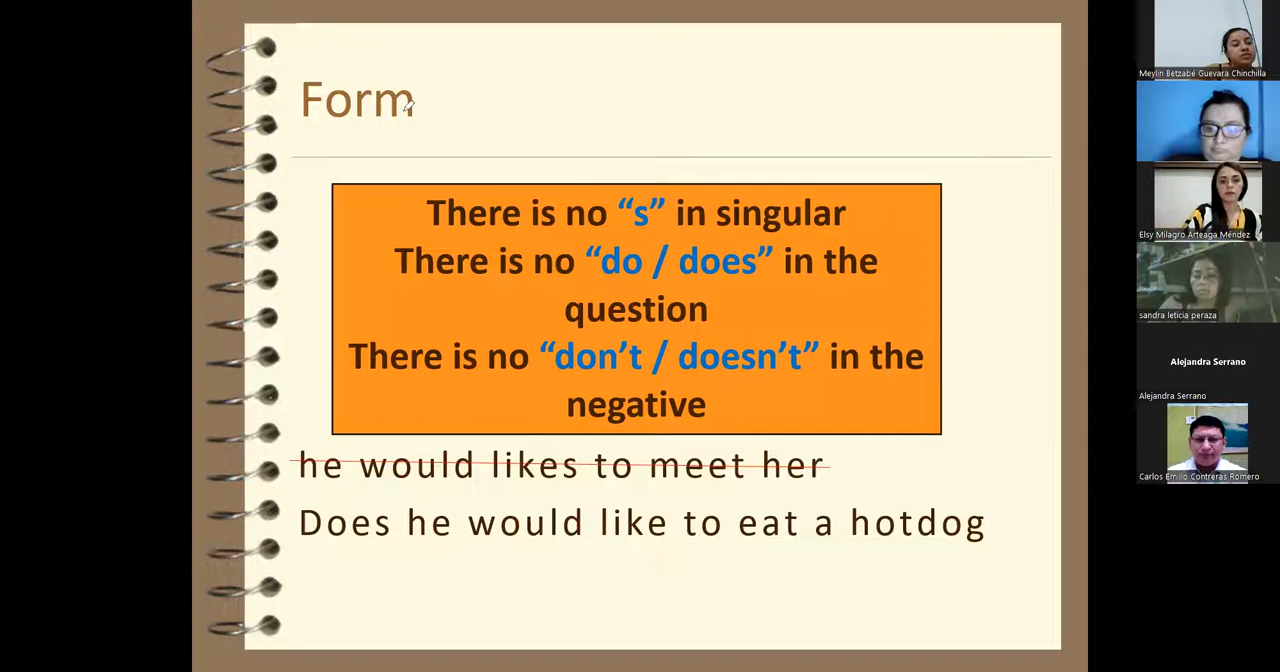 Form
There is no “s” in singular
There is no “do / does” in the
question
There is no “don’t / doesn’t” in the
negative
he would likes to meet her
Does he would like to eat a hotdog
Meylin Betzabé Guevara Chinchilla
Elsy Milagro Arteaga Méndez
sandra leticia peraza
Alejandra Serrano
Alejandra Serrano
Carlos Emilio Contreras Romero